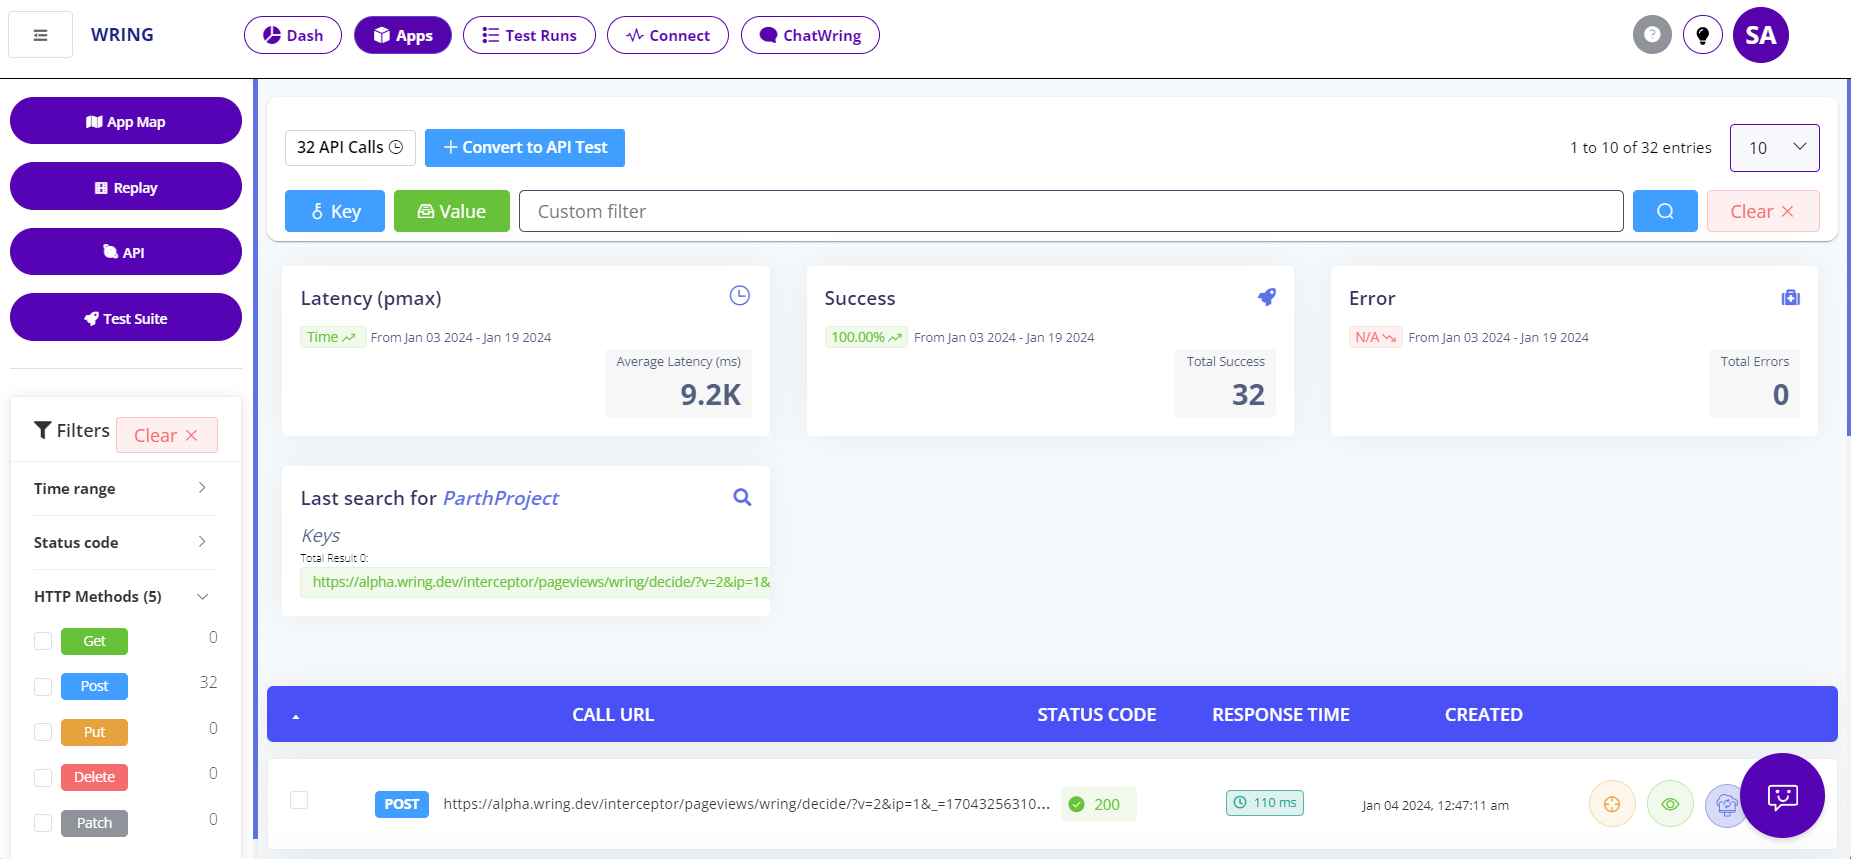 WRING
Dash
Apps
Test Runs
Connect
ChatWring
?
SA
App Map
Replay
API
Test Suite
Filters
Clear
Time range
Status code
HTTP Methods (5)
Get 0
Post 32
Put 0
Delete 0
Patch 0
32 API Calls
Convert to API Test
1 to 10 of 32 entries
10
Key
Value
Custom filter
Clear
Latency (pmax)
Time From Jan 03 2024 - Jan 19 2024
Average Latency (ms)
9.2K
Success
100.00% From Jan 03 2024 - Jan 19 2024
Total Success
32
Error
N/A From Jan 03 2024 - Jan 19 2024
Total Errors
0
Last search for ParthProject
Keys
Total Result 0:
https://alpha.wring.dev/interceptor/pageviews/wring/decide/?v=2&ip=1&
CALL URL STATUS CODE RESPONSE TIME CREATED
POST https://alpha.wring.dev/interceptor/pageviews/wring/decide/?v=2&ip=1&_=17043256310... 200 110 ms Jan 04 2024, 12:47:11 am